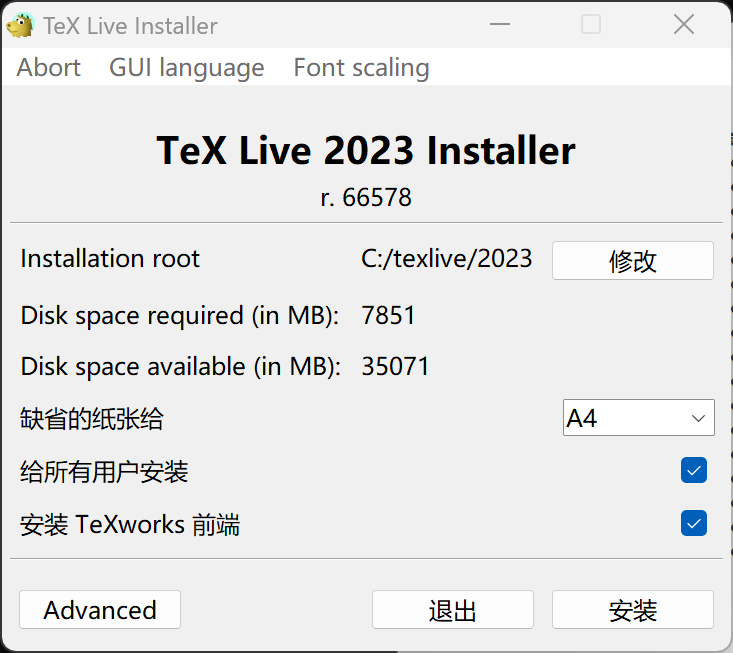 TeX Live Installer
Abort GUI language Font scaling
TeX Live 2023 Installer
r. 66578
Installation root C:/texlive/2023 修改
Disk space required (in MB): 7851
Disk space available (in MB): 35071
缺省的纸张给 A4
给所有用户安装
安装 TeXworks 前端
Advanced 退出 安装